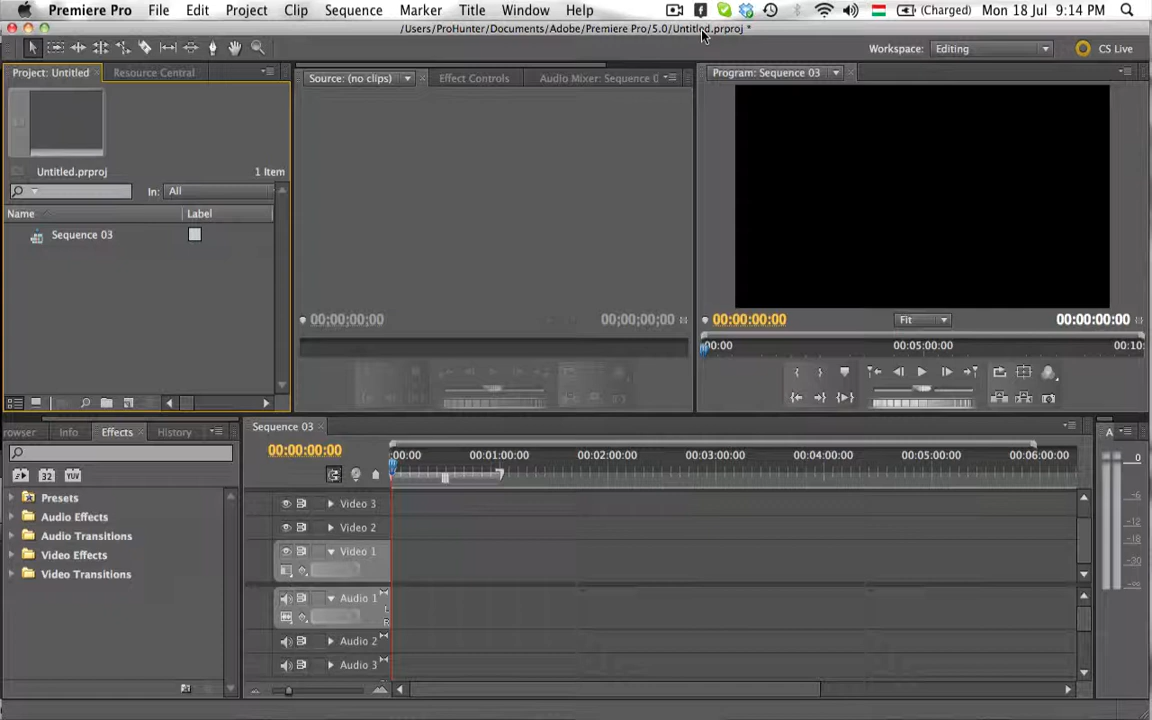 Premiere Pro File Edit Project Clip Sequence Marker Title Window Help (Charged) Mon 18 Jul 9:14 PM
/Users/ProHunter/Documents/Adobe/Premiere Pro/5.0/Untitled.prproj *
Workspace: Editing CS Live
Project: Untitled Resource Central
Source: (no clips) Effect Controls Audio Mixer: Sequence 0
Program: Sequence 03
Untitled.prproj 1 Item
In: All
Name Label
Sequence 03
00;00;00;00 00;00;00;00
00:00:00:00 Fit 00:00:00:00
00:00 00:05:00:00 00:10:
rowser Info Effects History
Presets
Audio Effects
Audio Transitions
Video Effects
Video Transitions
Sequence 03
00:00:00:00
:00:00 00:01:00:00 00:02:00:00 00:03:00:00 00:04:00:00 00:05:00:00 00:06:00:00
Video 3
Video 2
Video 1
Audio 1
L
R
Audio 2
Audio 3
A
0
-6
-12
-18
-30
-∞